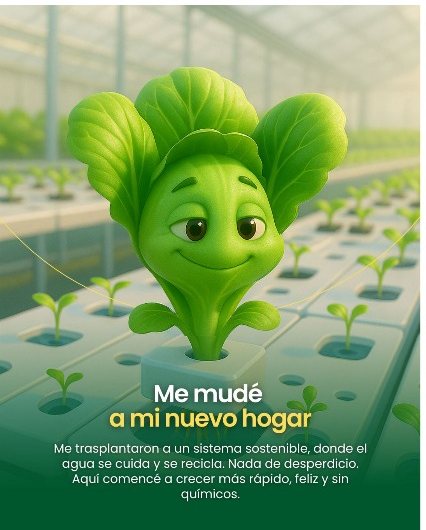 Me mudé
a mi nuevo hogar
Me trasplantaron a un sistema sostenible, donde el
agua se cuida y se recicla. Nada de desperdicio.
Aquí comencé a crecer más rápido, feliz y sin
químicos.